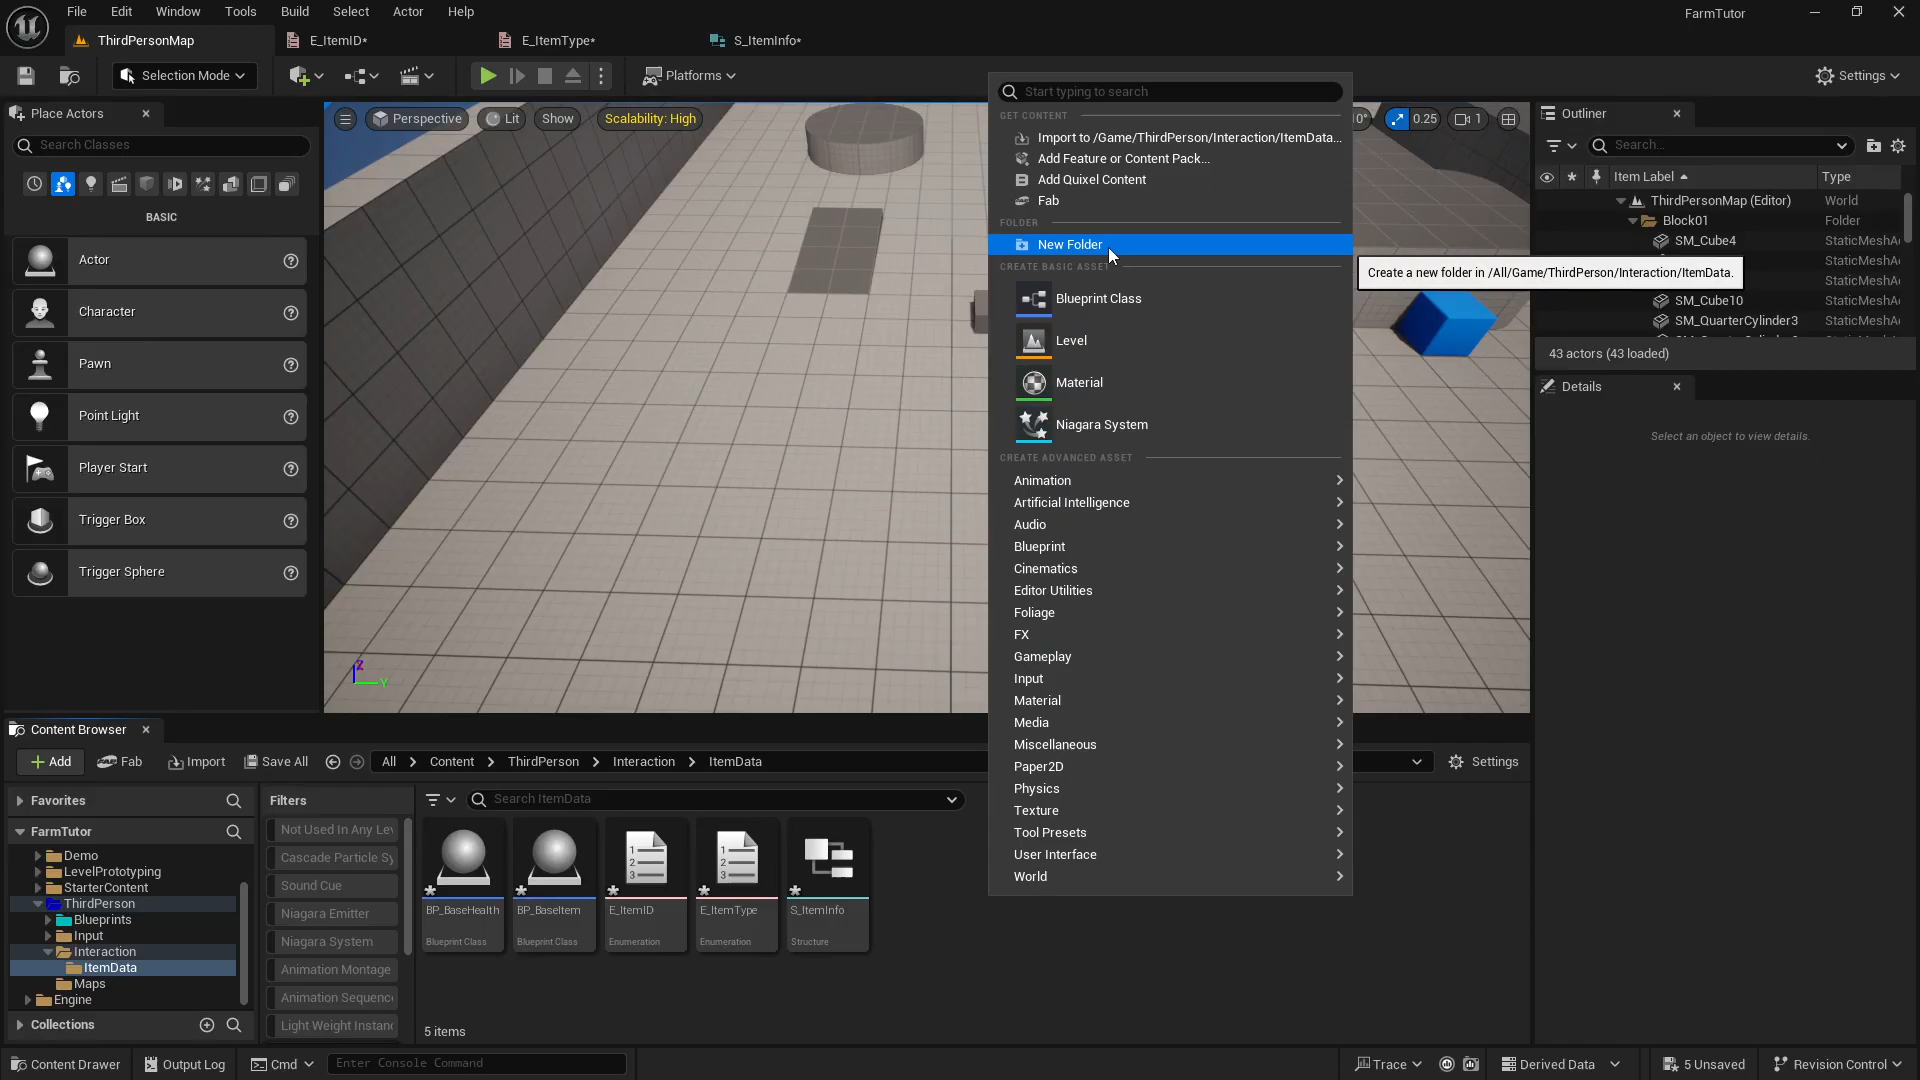 File Edit Window Tools Build Select Actor Help
FarmTutor
ThirdPersonMap
E_ItemID*
E_ItemType*
S_ItemInfo*
Selection Mode
Platforms
Settings
Place Actors
Search Classes
BASIC
Actor
Character
Pawn
Point Light
Player Start
Trigger Box
Trigger Sphere
Perspective
Lit
Show
Scalability: High
Z
Y
10°
0.25
1
Start typing to search
GET CONTENT
Import to /Game/ThirdPerson/Interaction/ItemData...
Add Feature or Content Pack...
Add Quixel Content
Fab
FOLDER
New Folder
CREATE BASIC ASSET
Blueprint Class
Level
Material
Niagara System
CREATE ADVANCED ASSET
Animation
Artificial Intelligence
Audio
Blueprint
Cinematics
Editor Utilities
Foliage
FX
Gameplay
Input
Material
Media
Miscellaneous
Paper2D
Physics
Texture
Tool Presets
User Interface
World
Create a new folder in /All/Game/ThirdPerson/Interaction/ItemData.
Outliner
Search...
Item Label Type
ThirdPersonMap (Editor) World
Block01 Folder
SM_Cube4 StaticMeshA
SM_Cube10 StaticMeshA
SM_QuarterCylinder3 StaticMeshA
43 actors (43 loaded)
Details
Select an object to view details.
Content Browser
Add
Fab
Import
Save All
All Content ThirdPerson Interaction ItemData
Settings
Favorites
FarmTutor
Demo
LevelPrototyping
StarterContent
ThirdPerson
Blueprints
Input
Interaction
ItemData
Maps
Engine
Collections
Filters
Not Used In Any Lev
Cascade Particle Sy
Sound Cue
Niagara Emitter
Niagara System
Animation Montage
Animation Sequenc
Light Weight Instan
Search ItemData
BP_BaseHealth
Blueprint Class
BP_BaseItem
Blueprint Class
E_ItemID
Enumeration
E_ItemType
Enumeration
S_ItemInfo
Structure
5 items
Content Drawer
Output Log
Cmd
Enter Console Command
Trace
Derived Data
5 Unsaved
Revision Control